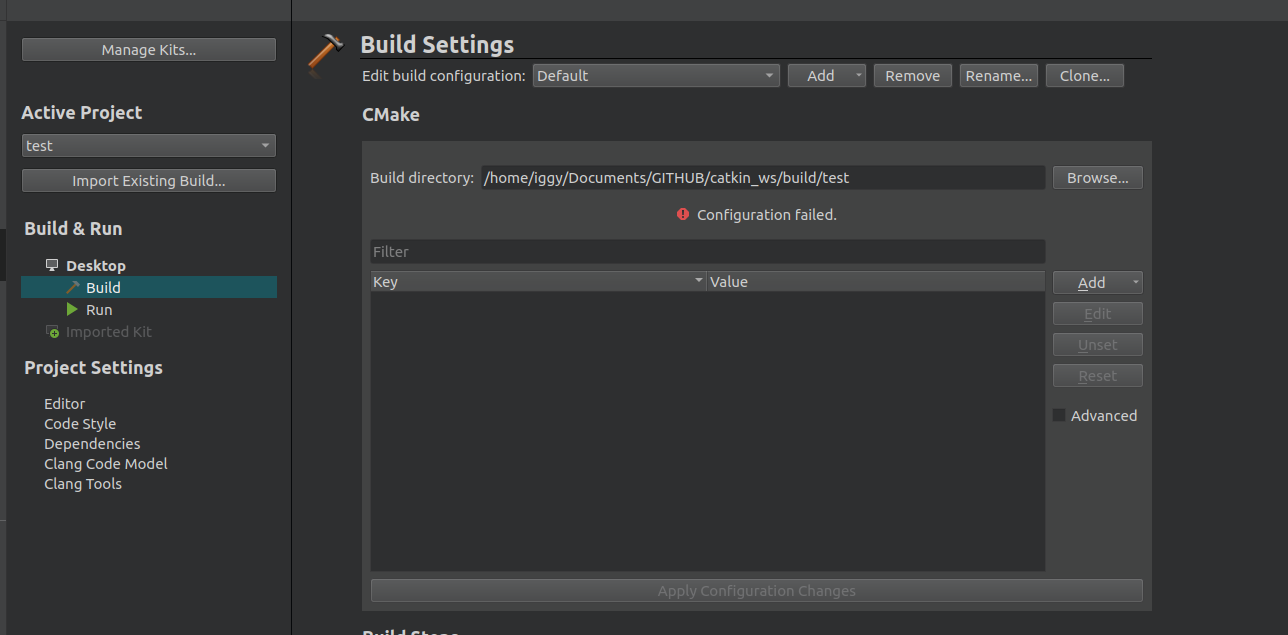 Manage Kits...
Active Project
test
Import Existing Build...
Build & Run
Desktop
Build
Run
Imported Kit
Project Settings
Editor
Code Style
Dependencies
Clang Code Model
Clang Tools
Build Settings
Edit build configuration: Default Add Remove Rename... Clone...
CMake
Build directory: /home/iggy/Documents/GITHUB/catkin_ws/build/test Browse...
Configuration failed.
Filter
Key Value
Add
Edit
Unset
Reset
Advanced
Apply Configuration Changes
Build Steps